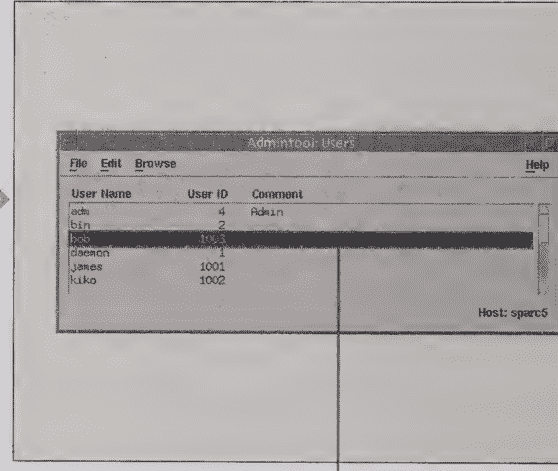 Admintool: Users
File Edit Browse Help
User Name User ID Comment
adm 4 Admin
bin 2
bob 1003
daemon 1
james 1001
kiko 1002
Host: sparc5